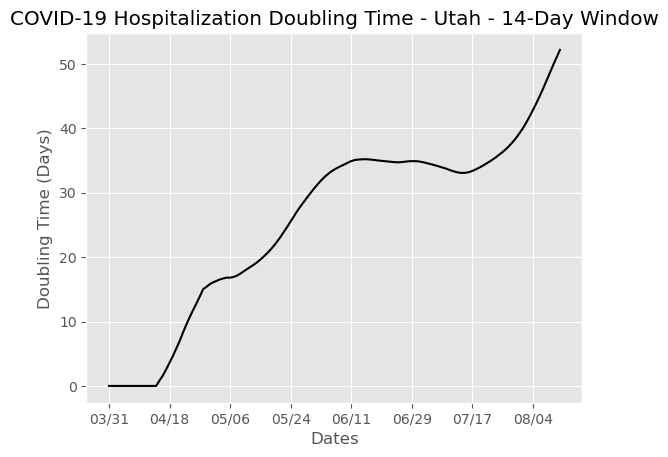 COVID-19 Hospitalization Doubling Time - Utah - 14-Day Window
50
40
30
20
10
0
Doubling Time (Days)
03/31 04/18 05/06 05/24 06/11 06/29 07/17 08/04
Dates